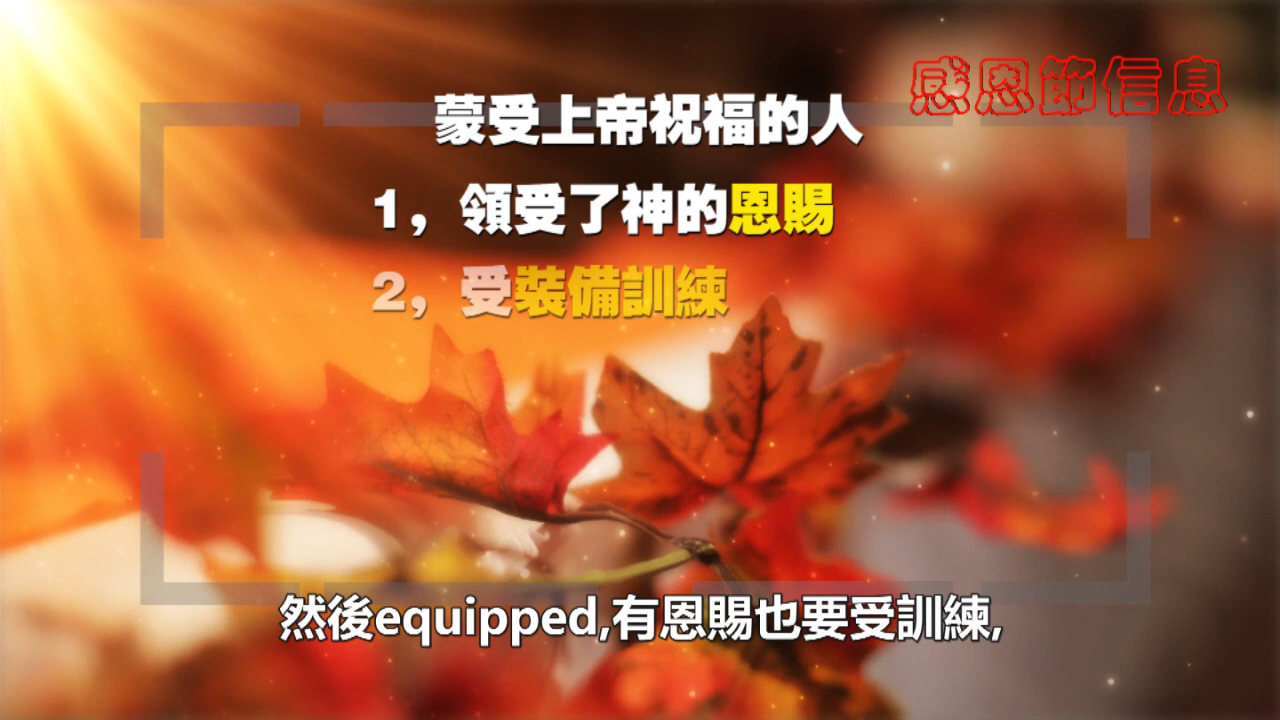 感恩節信息
蒙受上帝祝福的人
1，領受了神的恩賜
2，受裝備訓練
然後equipped,有恩賜也要受訓練,